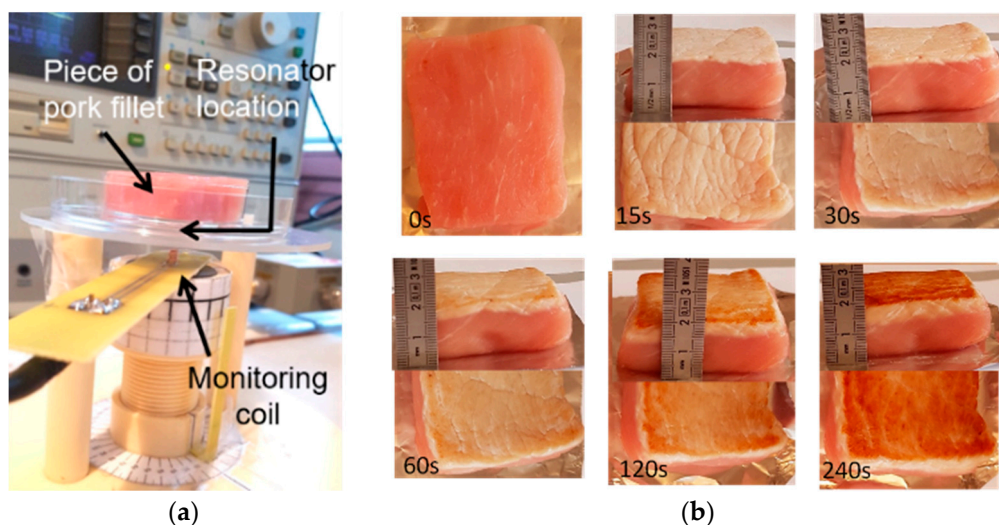 Piece of
pork fillet
Resonator
location
Monitoring
coil
(a)
0s
15s
30s
60s
120s
240s
(b)